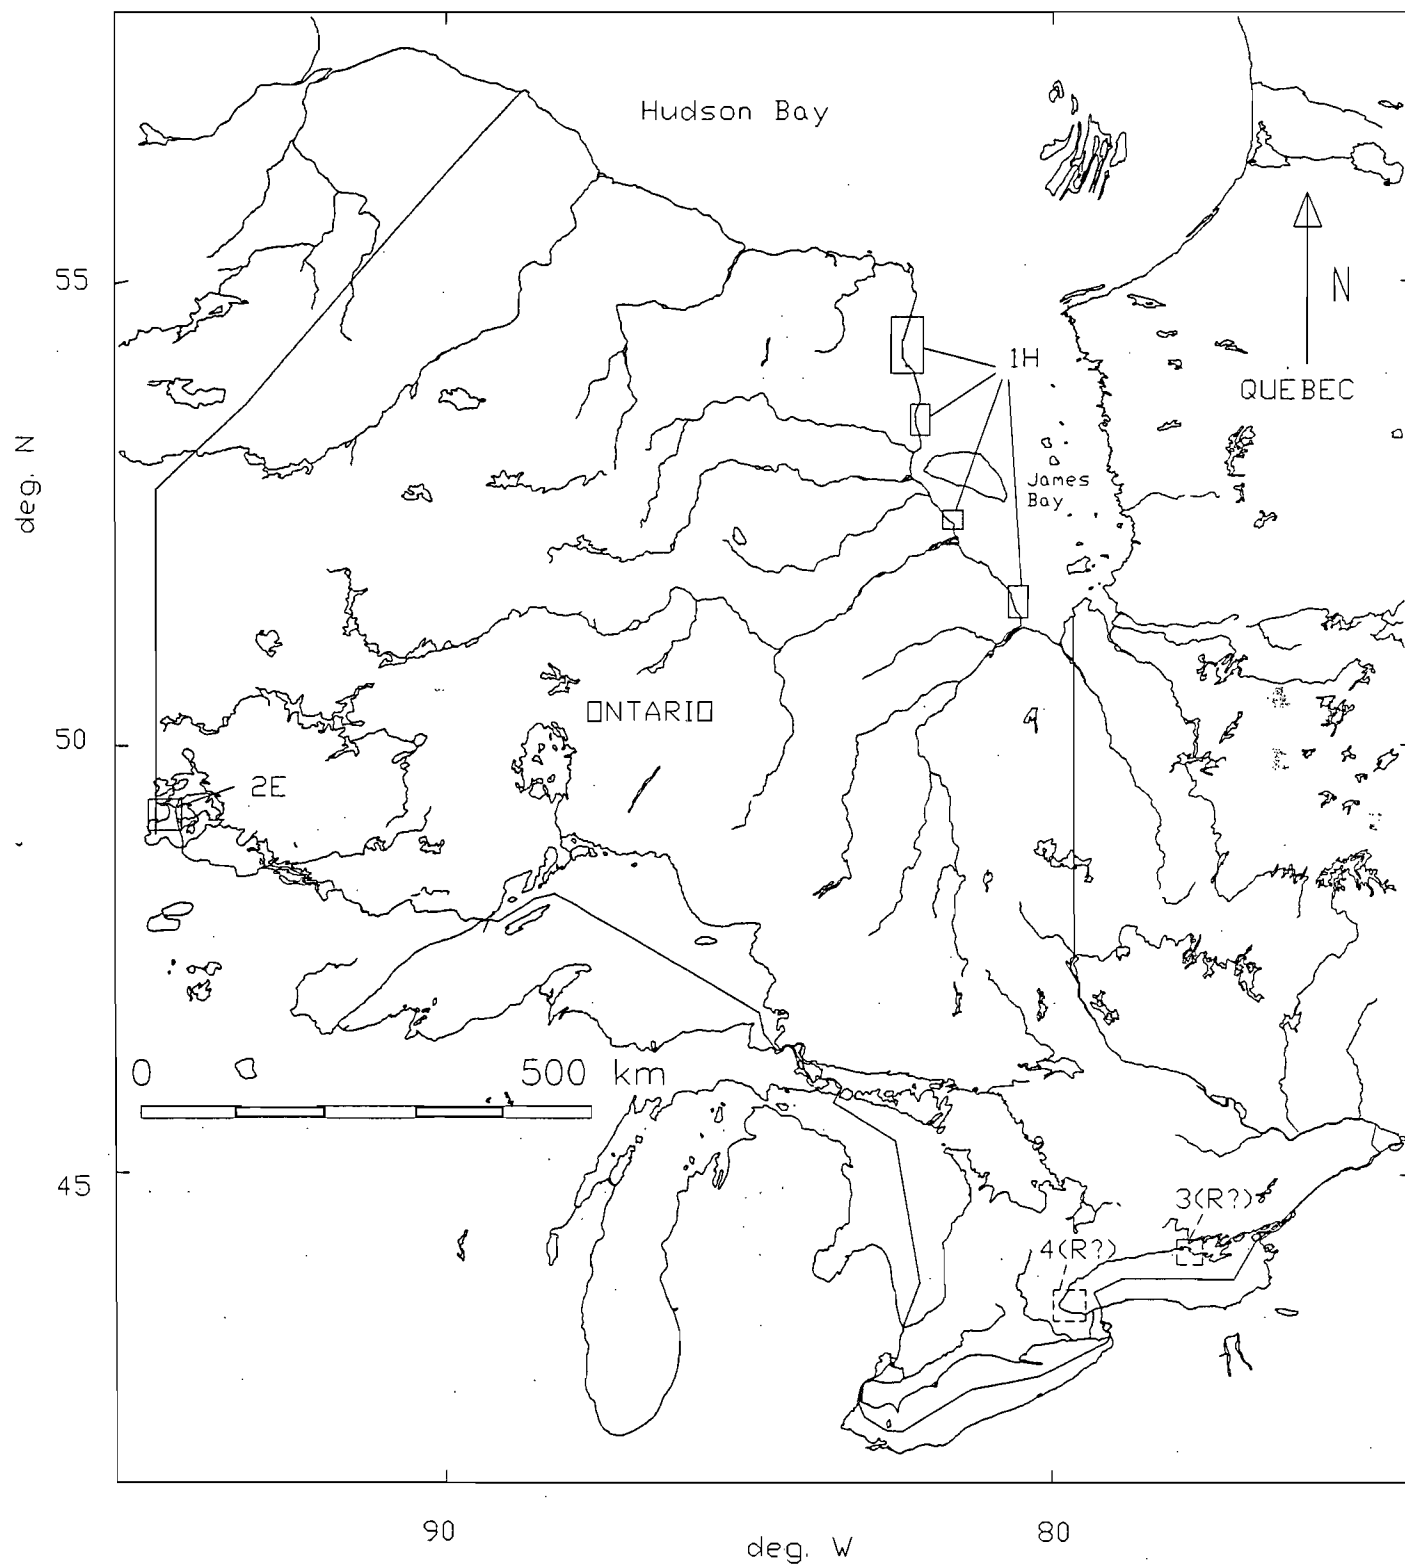 Hudson Bay
55
N
1H
QUEBEC
deg. N
James
Bay
ONTARIO
50
2E
0 500 km
45
3(R?)
4(R?)
90
80
deg. W